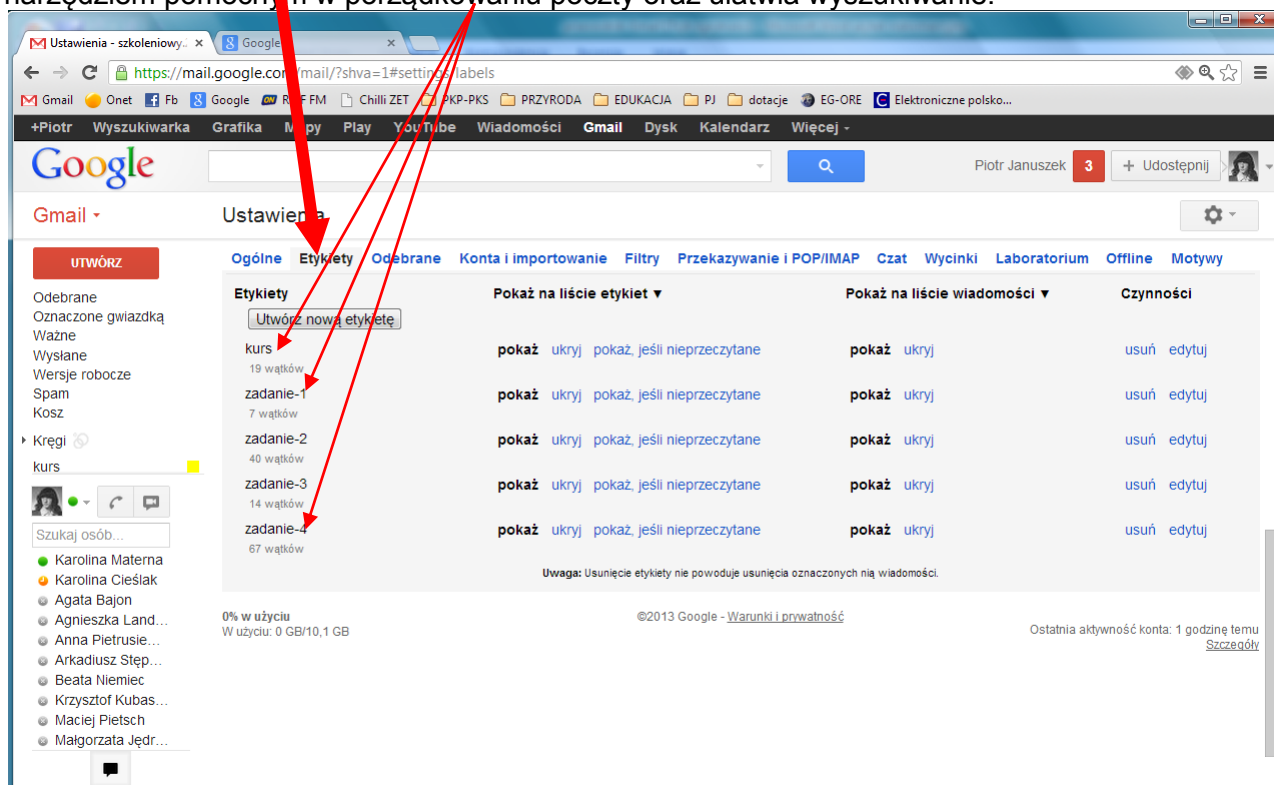 narzędziem pomocnym w porządkowaniu poczty oraz ułatwia wyszukiwanie.
Ustawienia - szkoleniowy.. × Google ×
https://mail.google.com/mail/?shva=1#settings/labels
Gmail Onet Fb Google RMF FM Chilli ZET PKP-PKS PRZYRODA EDUKACJA PJ dotacje EG-ORE Elektroniczne polsko...
+Piotr Wyszukiwarka Grafika Mapy Play YouTube Wiadomości Gmail Dysk Kalendarz Więcej
Google Piotr Januszek 3 + Udostępnij
Gmail Ustawienia
UTWÓRZ
Ogólne Etykiety Odebrane Konta i importowanie Filtry Przekazywanie i POP/IMAP Czat Wycinki Laboratorium Offline Motywy
Odebrane
Oznaczone gwiazdką
Ważne
Wysłane
Wersje robocze
Spam
Kosz
Kręgi
kurs
Szukaj osób...
Karolina Materna
Karolina Cieślak
Agata Bajon
Agnieszka Land...
Anna Pietrusie...
Arkadiusz Stęp...
Beata Niemiec
Krzysztof Kubas...
Maciej Pietsch
Małgorzata Jędr...
Etykiety Pokaż na liście etykiet ▼ Pokaż na liście wiadomości ▼ Czynności
Utwórz nową etykietę
kurs pokaż ukryj pokaż, jeśli nieprzeczytane pokaż ukryj usuń edytuj
19 wątków
zadanie-1 pokaż ukryj pokaż, jeśli nieprzeczytane pokaż ukryj usuń edytuj
7 wątków
zadanie-2 pokaż ukryj pokaż, jeśli nieprzeczytane pokaż ukryj usuń edytuj
40 wątków
zadanie-3 pokaż ukryj pokaż, jeśli nieprzeczytane pokaż ukryj usuń edytuj
14 wątków
zadanie-4 pokaż ukryj pokaż, jeśli nieprzeczytane pokaż ukryj usuń edytuj
67 wątków
Uwaga: Usunięcie etykiety nie powoduje usunięcia oznaczonych nią wiadomości.
0% w użyciu
W użyciu: 0 GB/10,1 GB
©2013 Google - Warunki i prywatność
Ostatnia aktywność konta: 1 godzinę temu
Szczegóły